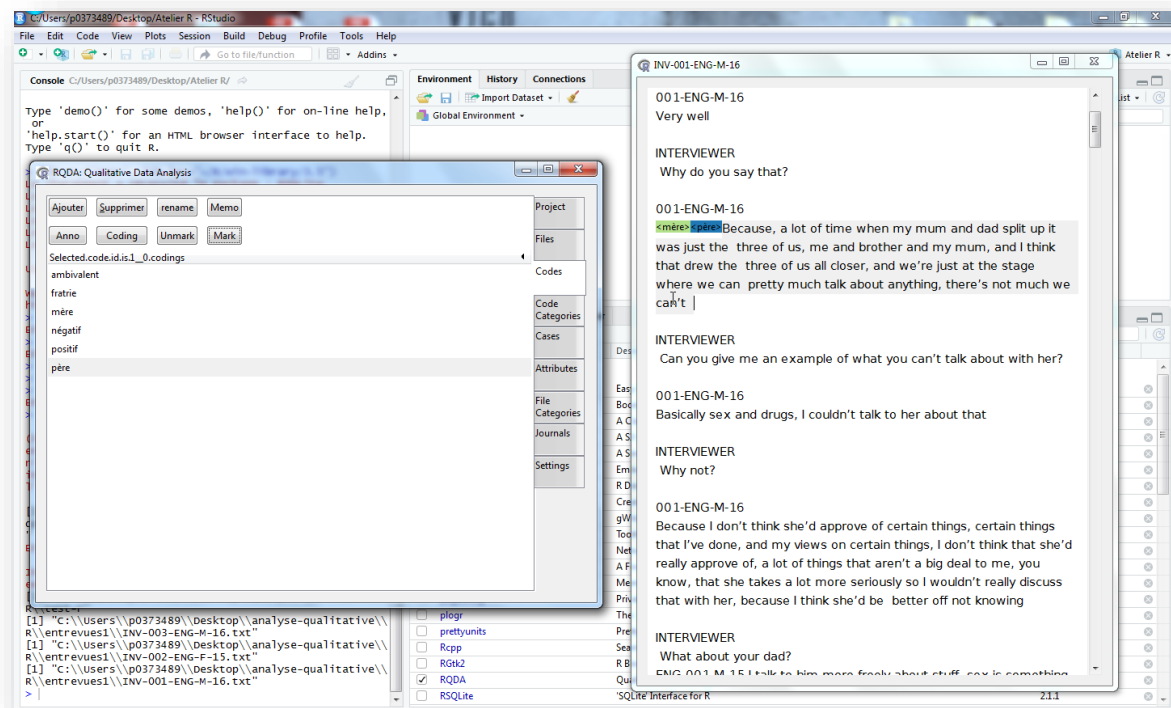 C:/Users/p0373489/Desktop/Atelier R - RStudio
File Edit Code View Plots Session Build Debug Profile Tools Help
Go to file/function
Addins
Atelier R
Console C:/Users/p0373489/Desktop/Atelier R/
Type 'demo()' for some demos, 'help()' for on-line help,
or
'help.start()' for an HTML browser interface to help.
Type 'q()' to quit R.
Environment History Connections
Import Dataset
Global Environment
List
RQDA: Qualitative Data Analysis
Ajouter Supprimer rename Memo
Anno Coding Unmark Mark
Selected.code.id.is.1__0.codings
ambivalent
fratrie
mère
négatif
positif
père
Project
Files
Codes
Code
Categories
Cases
Attributes
File
Categories
Journals
Settings
R\\test-r
[1] "C:\\Users\\p0373489\\Desktop\\analyse-qualitative\\
R\\entrevues1\\INV-003-ENG-M-16.txt"
[1] "C:\\Users\\p0373489\\Desktop\\analyse-qualitative\\
R\\entrevues1\\INV-002-ENG-F-15.txt"
[1] "C:\\Users\\p0373489\\Desktop\\analyse-qualitative\\
R\\entrevues1\\INV-001-ENG-M-16.txt"
>
plogr
prettyunits
Rcpp
RGtk2
RQDA
RSQLite 'SQLite' Interface for R 2.1.1
INV-001-ENG-M-16
001-ENG-M-16
Very well
INTERVIEWER
Why do you say that?
001-ENG-M-16
<mère><père>Because, a lot of time when my mum and dad split up it
was just the three of us, me and brother and my mum, and I think
that drew the three of us all closer, and we're just at the stage
where we can pretty much talk about anything, there's not much we
can't
INTERVIEWER
Can you give me an example of what you can't talk about with her?
001-ENG-M-16
Basically sex and drugs, I couldn't talk to her about that
INTERVIEWER
Why not?
001-ENG-M-16
Because I don't think she'd approve of certain things, certain things
that I've done, and my views on certain things, I don't think that she'd
really approve of, a lot of things that aren't a big deal to me, you
know, that she takes a lot more seriously so I wouldn't really discuss
that with her, because I think she'd be better off not knowing
INTERVIEWER
What about your dad?
ENG-001-M-15 I talk to him more freely about stuff, sex is something